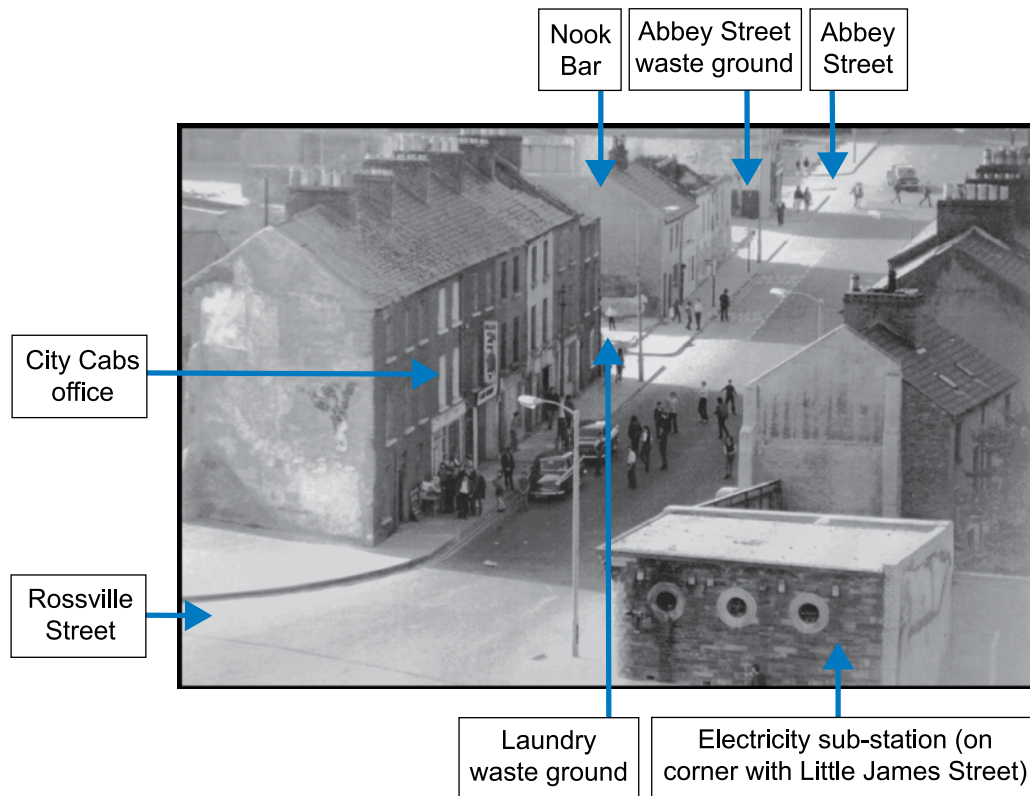 Nook
Bar
Abbey Street
waste ground
Abbey
Street
City Cabs
office
Rossville
Street
Laundry
waste ground
Electricity sub-station (on
corner with Little James Street)